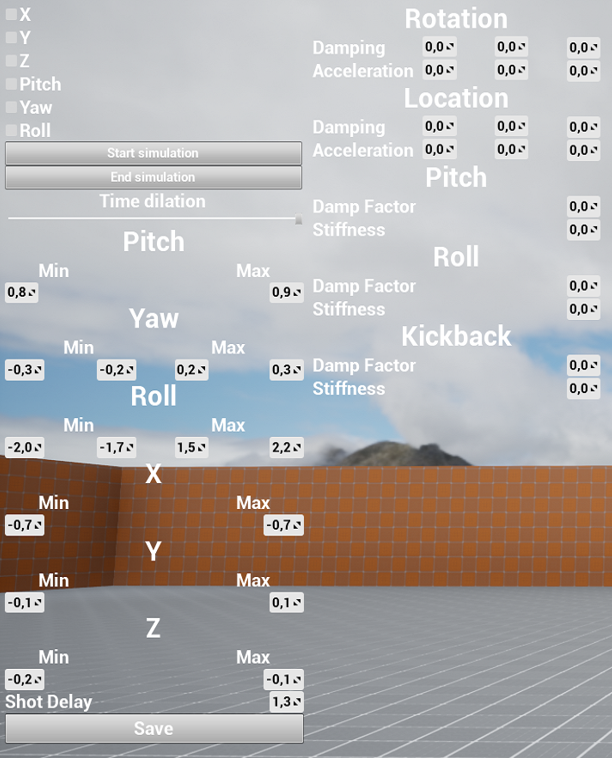 X
Y
Z
Pitch
Yaw
Roll
Start simulation
End simulation
Time dilation
Pitch
Min Max
0,8 0,9
Yaw
Min Max
-0,3 -0,2 0,2 0,3
Roll
Min Max
-2,0 -1,7 1,5 2,2
X
Min Max
-0,7 -0,7
Y
Min Max
-0,1 0,1
Z
Min Max
-0,2 -0,1
Shot Delay 1,3
Save
Rotation
Damping 0,0 0,0 0,0
Acceleration 0,0 0,0 0,0
Location
Damping 0,0 0,0 0,0
Acceleration 0,0 0,0 0,0
Pitch
Damp Factor 0,0
Stiffness 0,0
Roll
Damp Factor 0,0
Stiffness 0,0
Kickback
Damp Factor 0,0
Stiffness 0,0